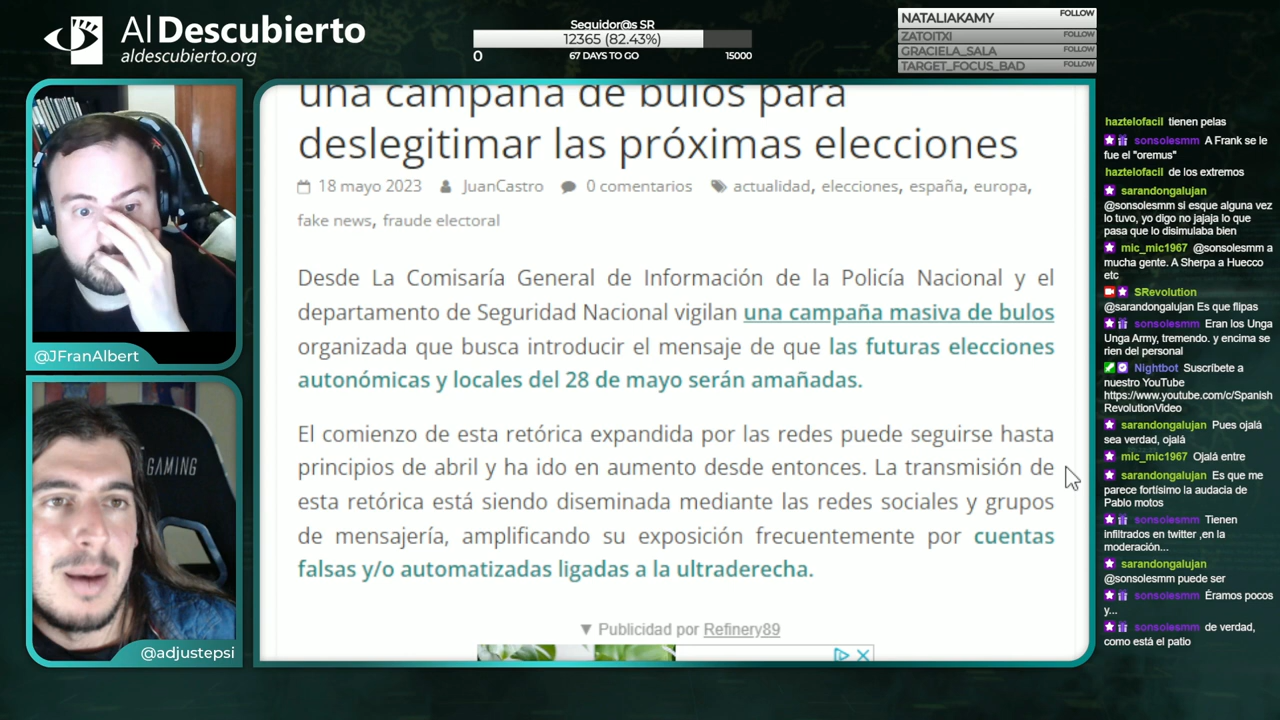 Al Descubierto
aldescubierto.org
Seguidor@s SR
12365 (82.43%)
0
67 DAYS TO GO
15000
NATALIAKAMY FOLLOW
ZATOITXI FOLLOW
GRACIELA_SALA FOLLOW
TARGET_FOCUS_BAD FOLLOW
@JFranAlbert
GAMING
@adjustepsi
una campaña de bulos para
deslegitimar las próximas elecciones
18 mayo 2023 JuanCastro 0 comentarios actualidad, elecciones, españa, europa,
fake news, fraude electoral
Desde La Comisaría General de Información de la Policía Nacional y el
departamento de Seguridad Nacional vigilan una campaña masiva de bulos
organizada que busca introducir el mensaje de que las futuras elecciones
autonómicas y locales del 28 de mayo serán amañadas.
El comienzo de esta retórica expandida por las redes puede seguirse hasta
principios de abril y ha ido en aumento desde entonces. La transmisión de
esta retórica está siendo diseminada mediante las redes sociales y grupos
de mensajería, amplificando su exposición frecuentemente por cuentas
falsas y/o automatizadas ligadas a la ultraderecha.
▼ Publicidad por Refinery89
haztelofacil tienen pelas
sonsolesmm A Frank se le
fue el "oremus"
haztelofacil de los extremos
sarandongalujan
@sonsolesmm si esque alguna vez
lo tuvo, yo digo no jajaja lo que
pasa que lo disimulaba bien
mic_mic1967 @sonsolesmm a
mucha gente. A Sherpa a Huecco
etc
SRevolution
@sarandongalujan Es que flipas
sonsolesmm Eran los Unga
Unga Army, tremendo. y encima se
rien del personal
Nightbot Suscríbete a
nuestro YouTube
https://www.youtube.com/c/Spanish
RevolutionVideo
sarandongalujan Pues ojalá
sea verdad, ojalá
mic_mic1967 Ojalá entre
sarandongalujan Es que me
parece fortísimo la audacia de
Pablo motos
sonsolesmm Tienen
infiltrados en twitter ,en la
moderación...
sarandongalujan
@sonsolesmm puede ser
sonsolesmm Éramos pocos
y...
sonsolesmm de verdad,
como está el patio